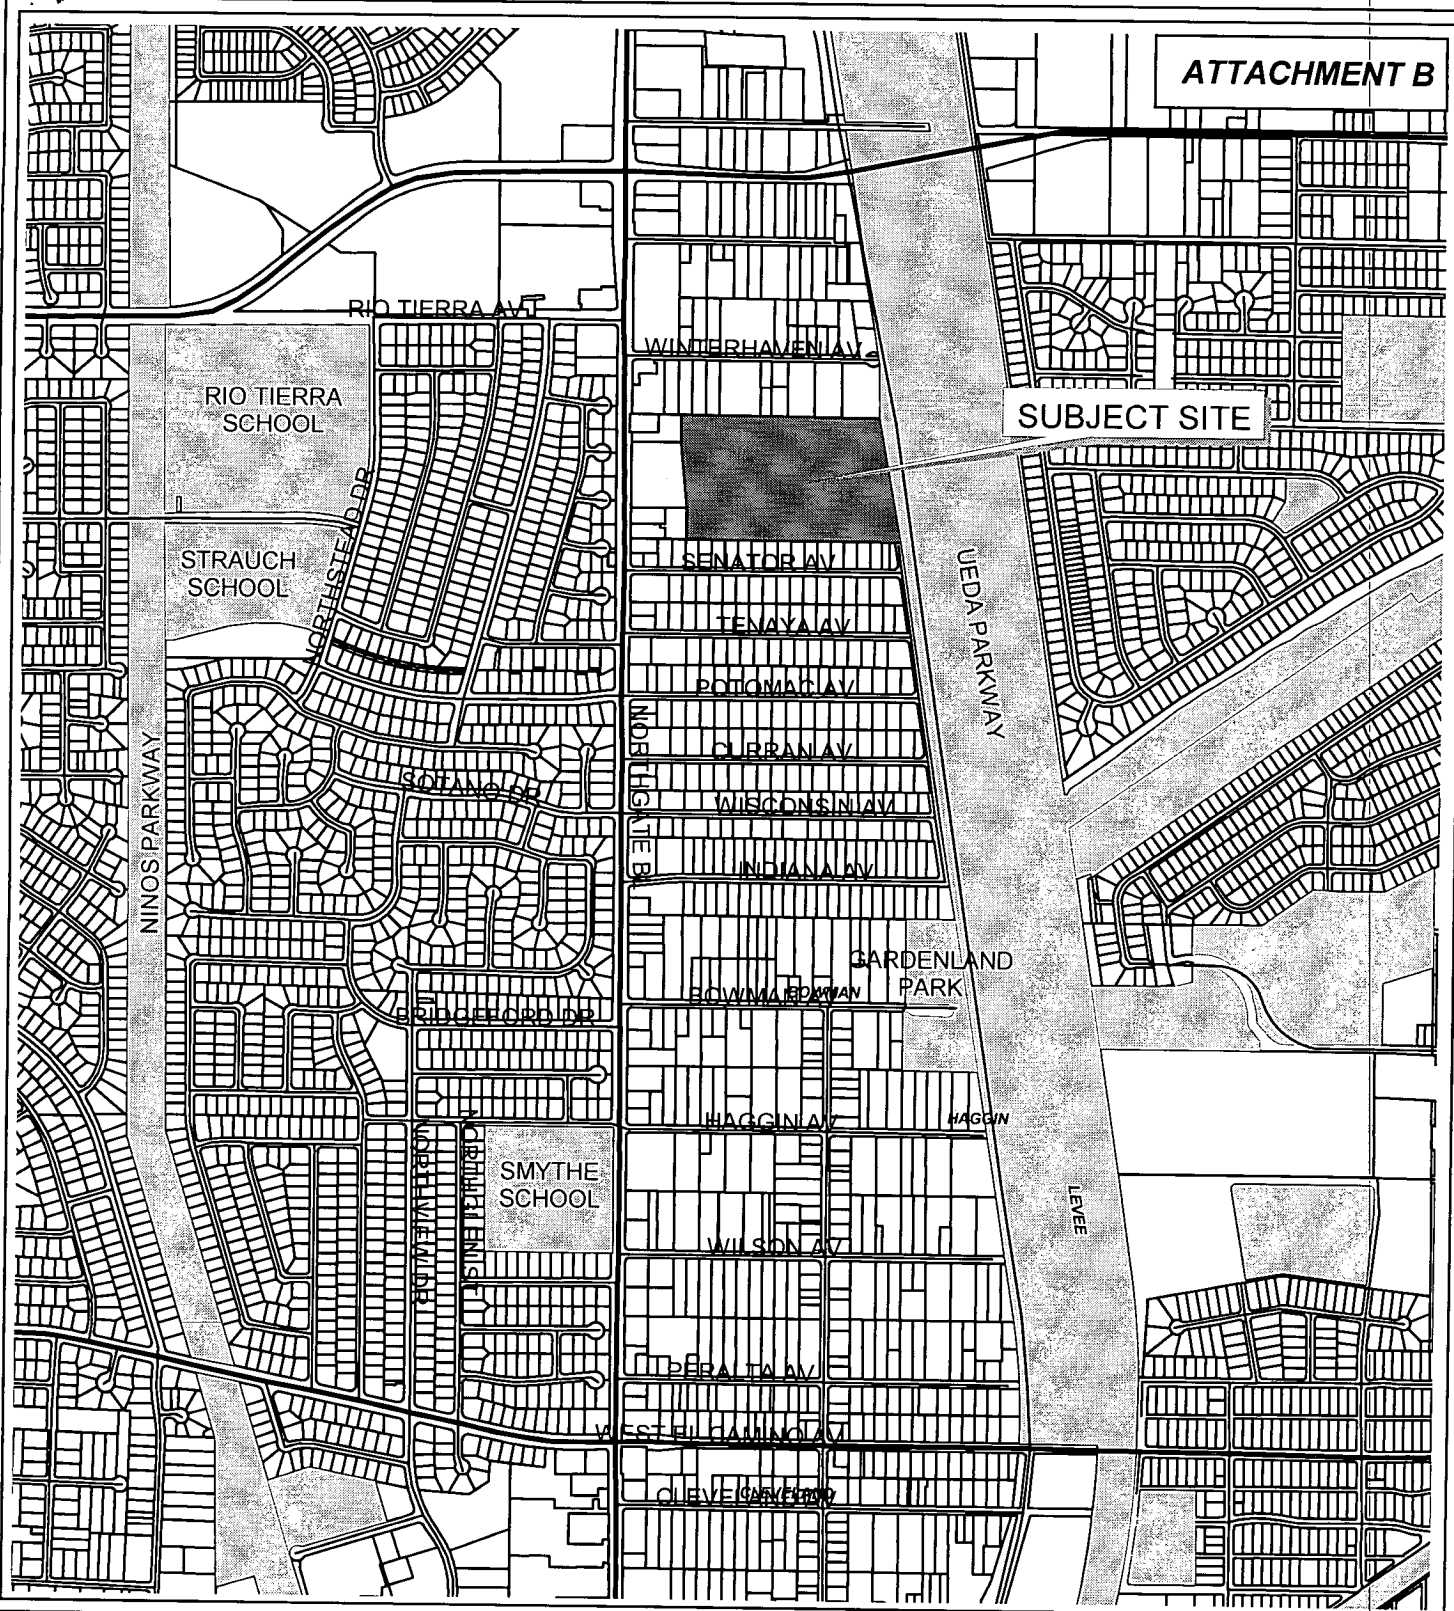 ATTACHMENT B
RIO TIERRA AV
WINTERHAVEN AV
RIO TIERRA
SCHOOL
SUBJECT SITE
STRAUCH
SCHOOL
NORTHSTEAD DR
SENATOR AV
UEDA PARKWAY
TENAYA AV
POTOMAC AV
NORTHGATE BL
CURRAN AV
NINOS PARKWAY
SOTANO DR
WISCONSIN AV
INDIANA AV
GARDENLAND
PARK
BOWMAN AV
BOWMAN
BRIDGEFORD DR
HAGGIN AV
HAGGIN
NORTHVIEW DR
NORTHGLEN ST
SMYTHE
SCHOOL
LEVEE
WILSON AV
PERALTA AV
WEST EL CAMINO AV
CLEVELAND AV
CLEVELAND